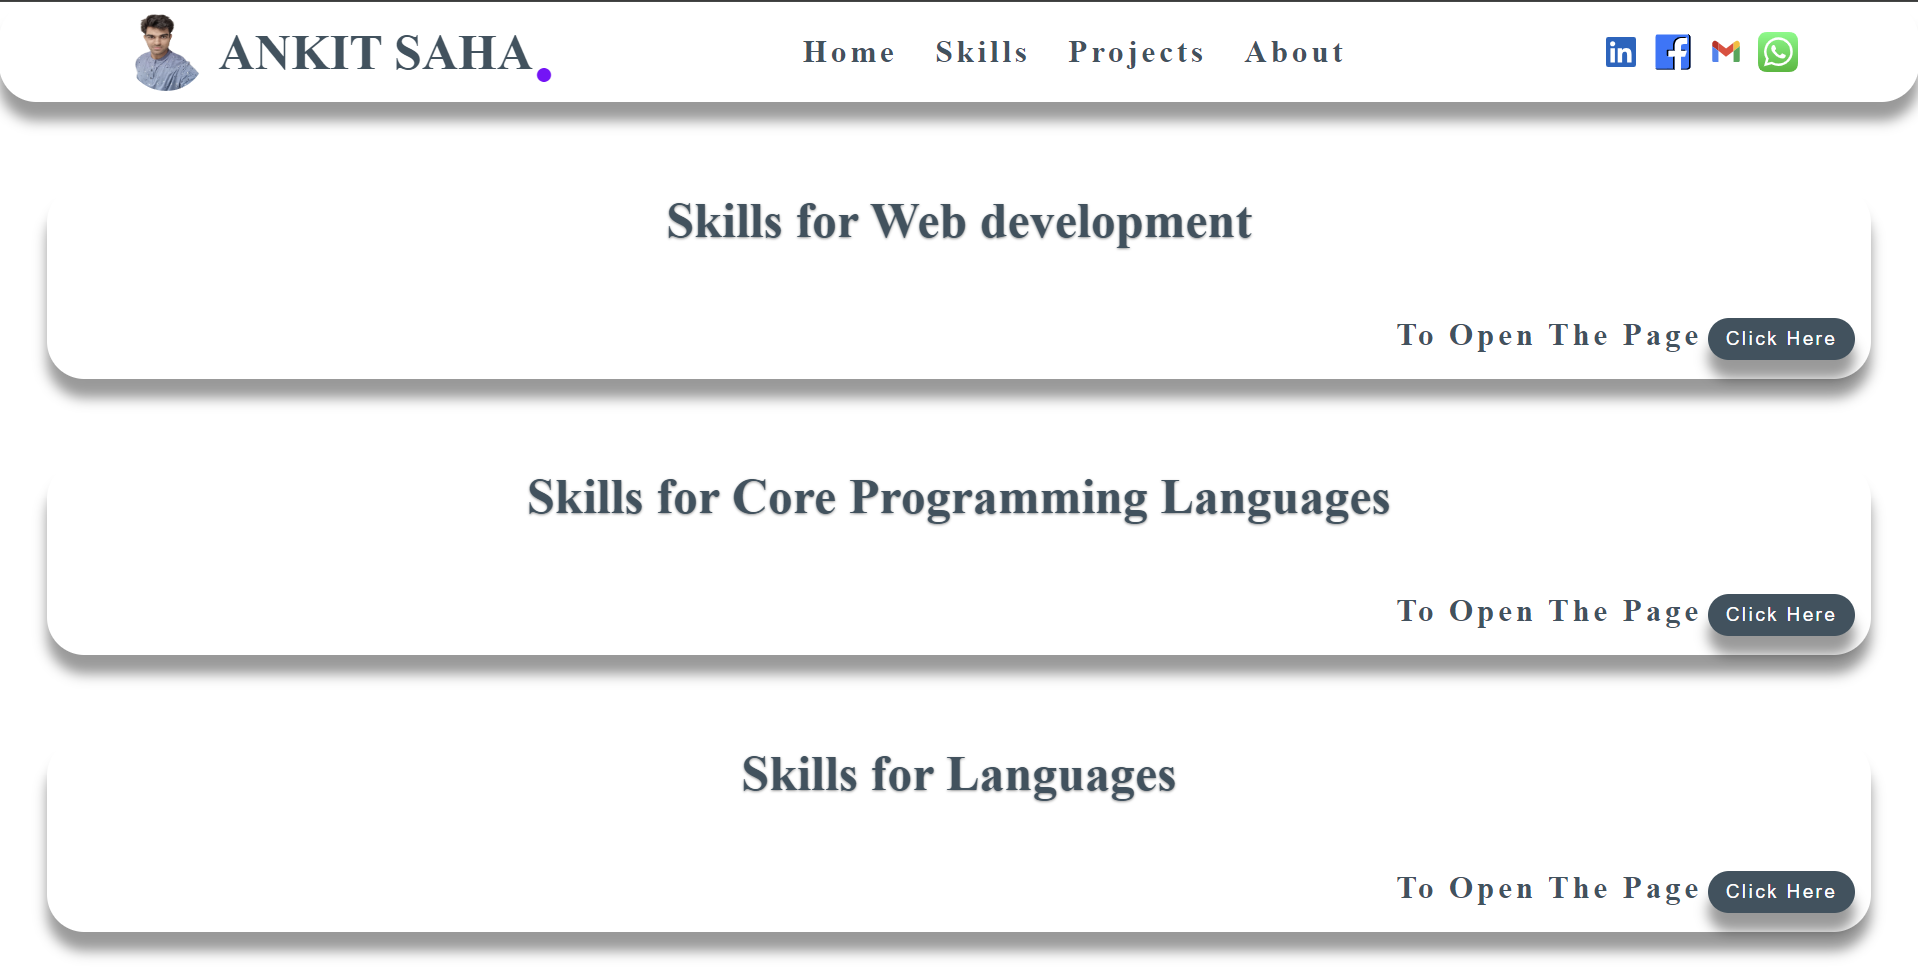 ANKIT SAHA.
Home Skills Projects About
Skills for Web development
To Open The Page Click Here
Skills for Core Programming Languages
To Open The Page Click Here
Skills for Languages
To Open The Page Click Here